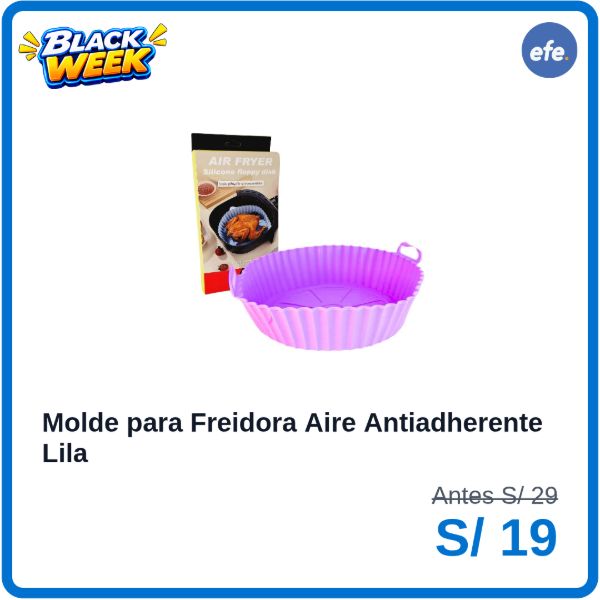 BLACK
WEEK
efe.
AIR FRYER
Silicone floppy disk
Molde para Freidora Aire Antiadherente
Lila
Antes S/ 29
S/ 19